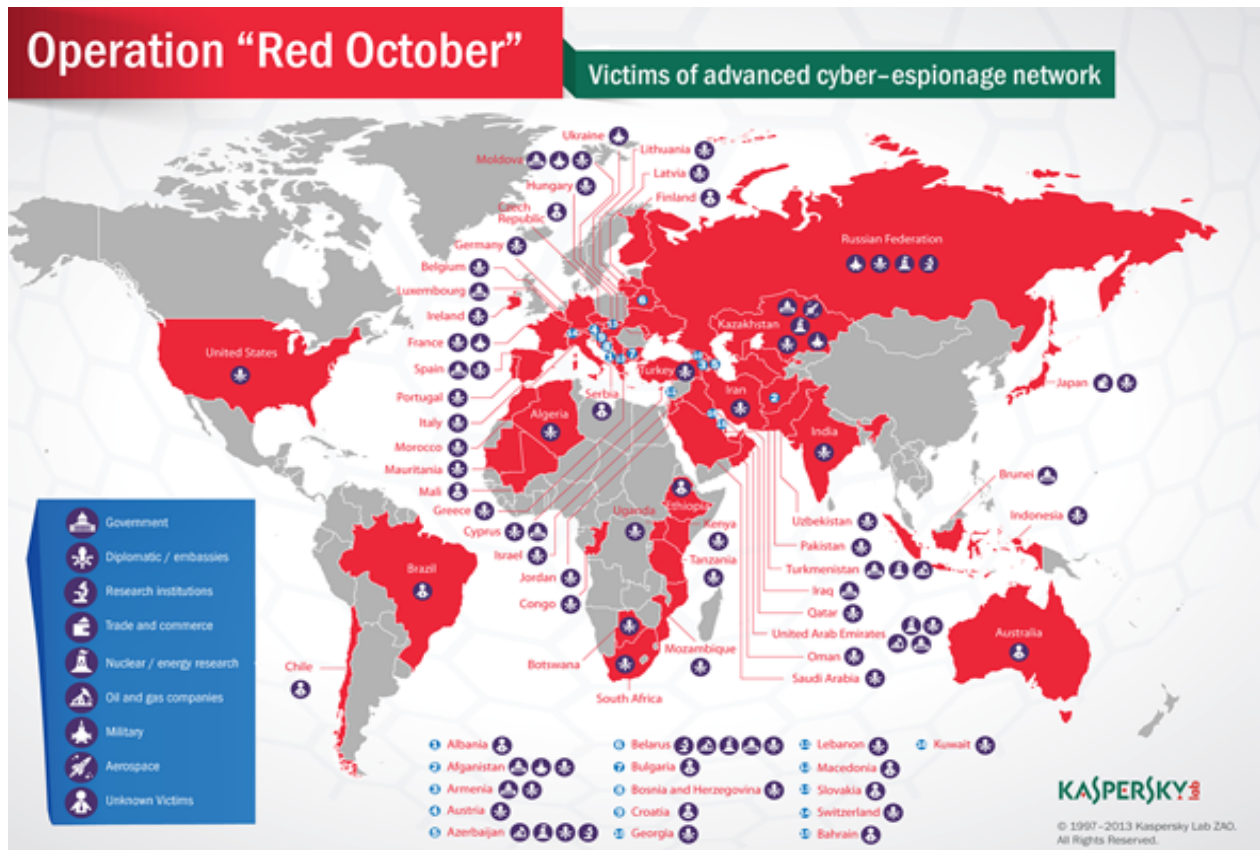 Operation “Red October”
Victims of advanced cyber-espionage network
Ukraine
Lithuania
Moldova
Latvia
Hungary
Finland
Czech
Republic
Germany
Russian Federation
Belgium
Luxembourg
Ireland
Kazakhstan
United States
France
Spain
Turkey
Iran
Japan
Portugal
Serbia
Italy
Algeria
India
Morocco
Mauritania
Mali
Brunei
Greece
Uganda
Ethiopia
Uzbekistan
Indonesia
Cyprus
Kenya
Israel
Pakistan
Tanzania
Turkmenistan
Jordan
Iraq
Congo
Qatar
United Arab Emirates
Brazil
Australia
Oman
Botswana
Mozambique
Saudi Arabia
Chile
South Africa
Government
Diplomatic / embassies
Research institutions
Trade and commerce
Nuclear / energy research
Oil and gas companies
Military
Aerospace
Unknown Victims
1 Albania
2 Afganistan
3 Armenia
4 Austria
5 Azerbaijan
6 Belarus
7 Bulgaria
8 Bosnia and Herzegovina
9 Croatia
10 Georgia
Lebanon
Macedonia
Slovakia
Switzerland
Bahrain
Kuwait
KASPERSKY lab
© 1997–2013 Kaspersky Lab ZAO.
All Rights Reserved.